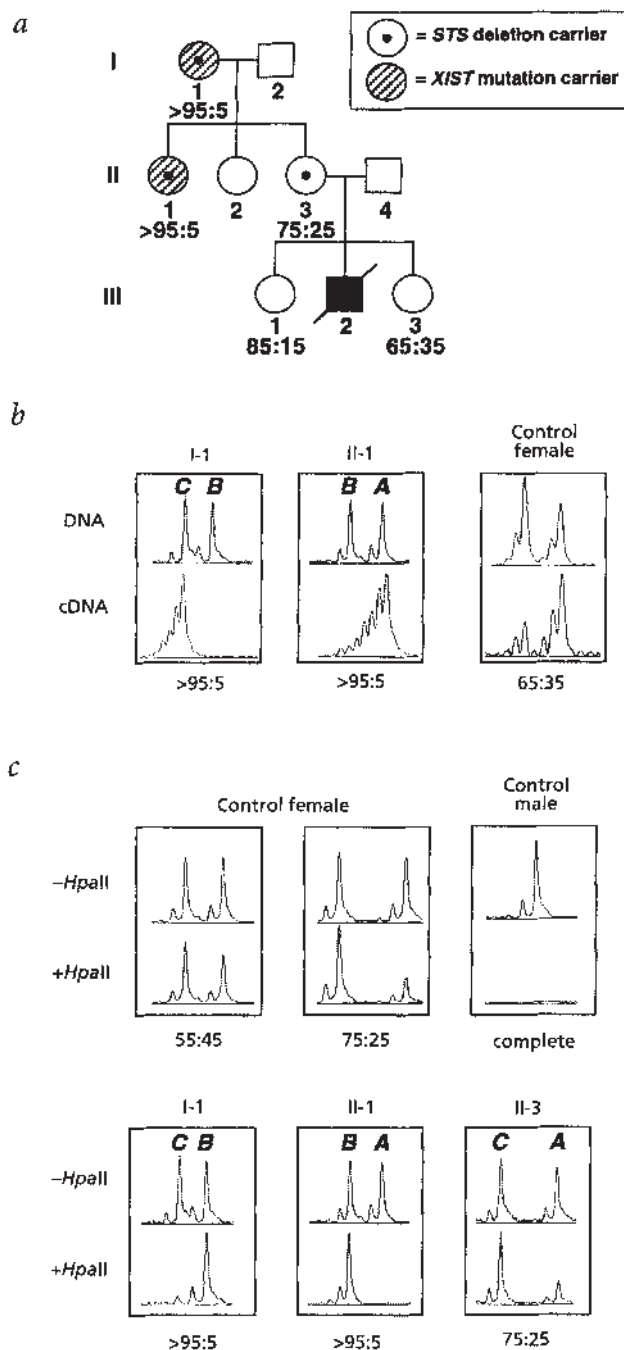 a
I
1
2
>95:5
= STS deletion carrier
= XIST mutation carrier
II
1
2
3
4
>95:5
75:25
III
1
2
3
85:15
65:35
b
I-1
II-1
Control
female
C B
B A
DNA
cDNA
>95:5
>95:5
65:35
c
Control female
Control
male
–HpaII
+HpaII
55:45
75:25
complete
I-1
II-1
II-3
C B
B A
C A
–HpaII
+HpaII
>95:5
>95:5
75:25